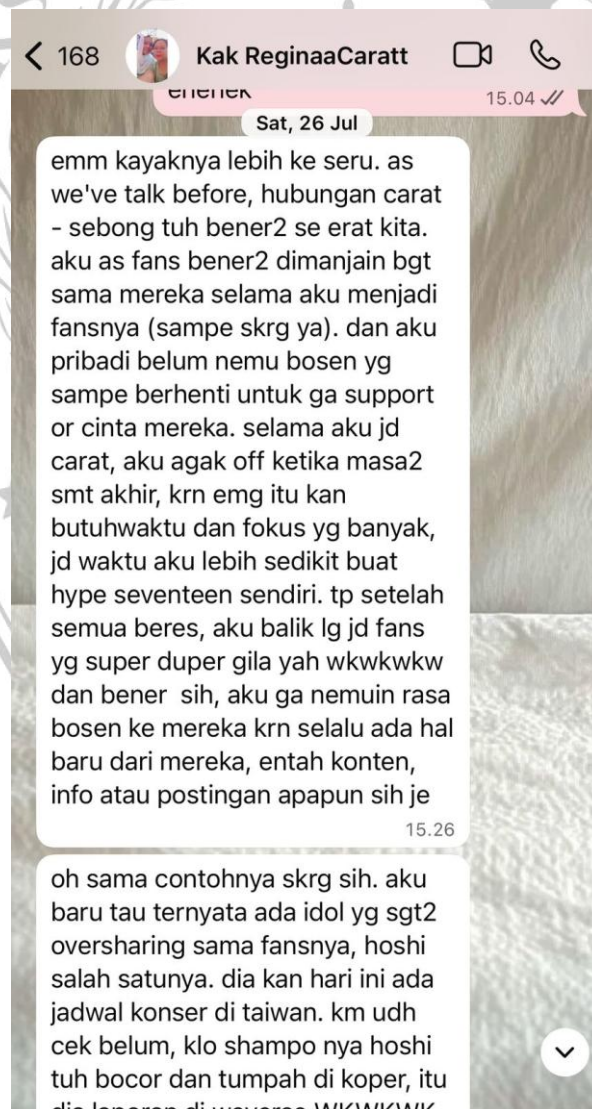 168
Kak ReginaaCaratt
15.04
Sat, 26 Jul
emm kayaknya lebih ke seru. as
we've talk before, hubungan carat
- sebong tuh bener2 se erat kita.
aku as fans bener2 dimanjain bgt
sama mereka selama aku menjadi
fansnya (sampe skrg ya). dan aku
pribadi belum nemu bosen yg
sampe berhenti untuk ga support
or cinta mereka. selama aku jd
carat, aku agak off ketika masa2
smt akhir, krn emg itu kan
butuhwaktu dan fokus yg banyak,
jd waktu aku lebih sedikit buat
hype seventeen sendiri. tp setelah
semua beres, aku balik lg jd fans
yg super duper gila yah wkwkwkw
dan bener sih, aku ga nemuin rasa
bosen ke mereka krn selalu ada hal
baru dari mereka, entah konten,
info atau postingan apapun sih je
15.26
oh sama contohnya skrg sih. aku
baru tau ternyata ada idol yg sgt2
oversharing sama fansnya, hoshi
salah satunya. dia kan hari ini ada
jadwal konser di taiwan. km udh
cek belum, klo shampo nya hoshi
tuh bocor dan tumpah di koper, itu
dia laporan di weverse WKWKWK